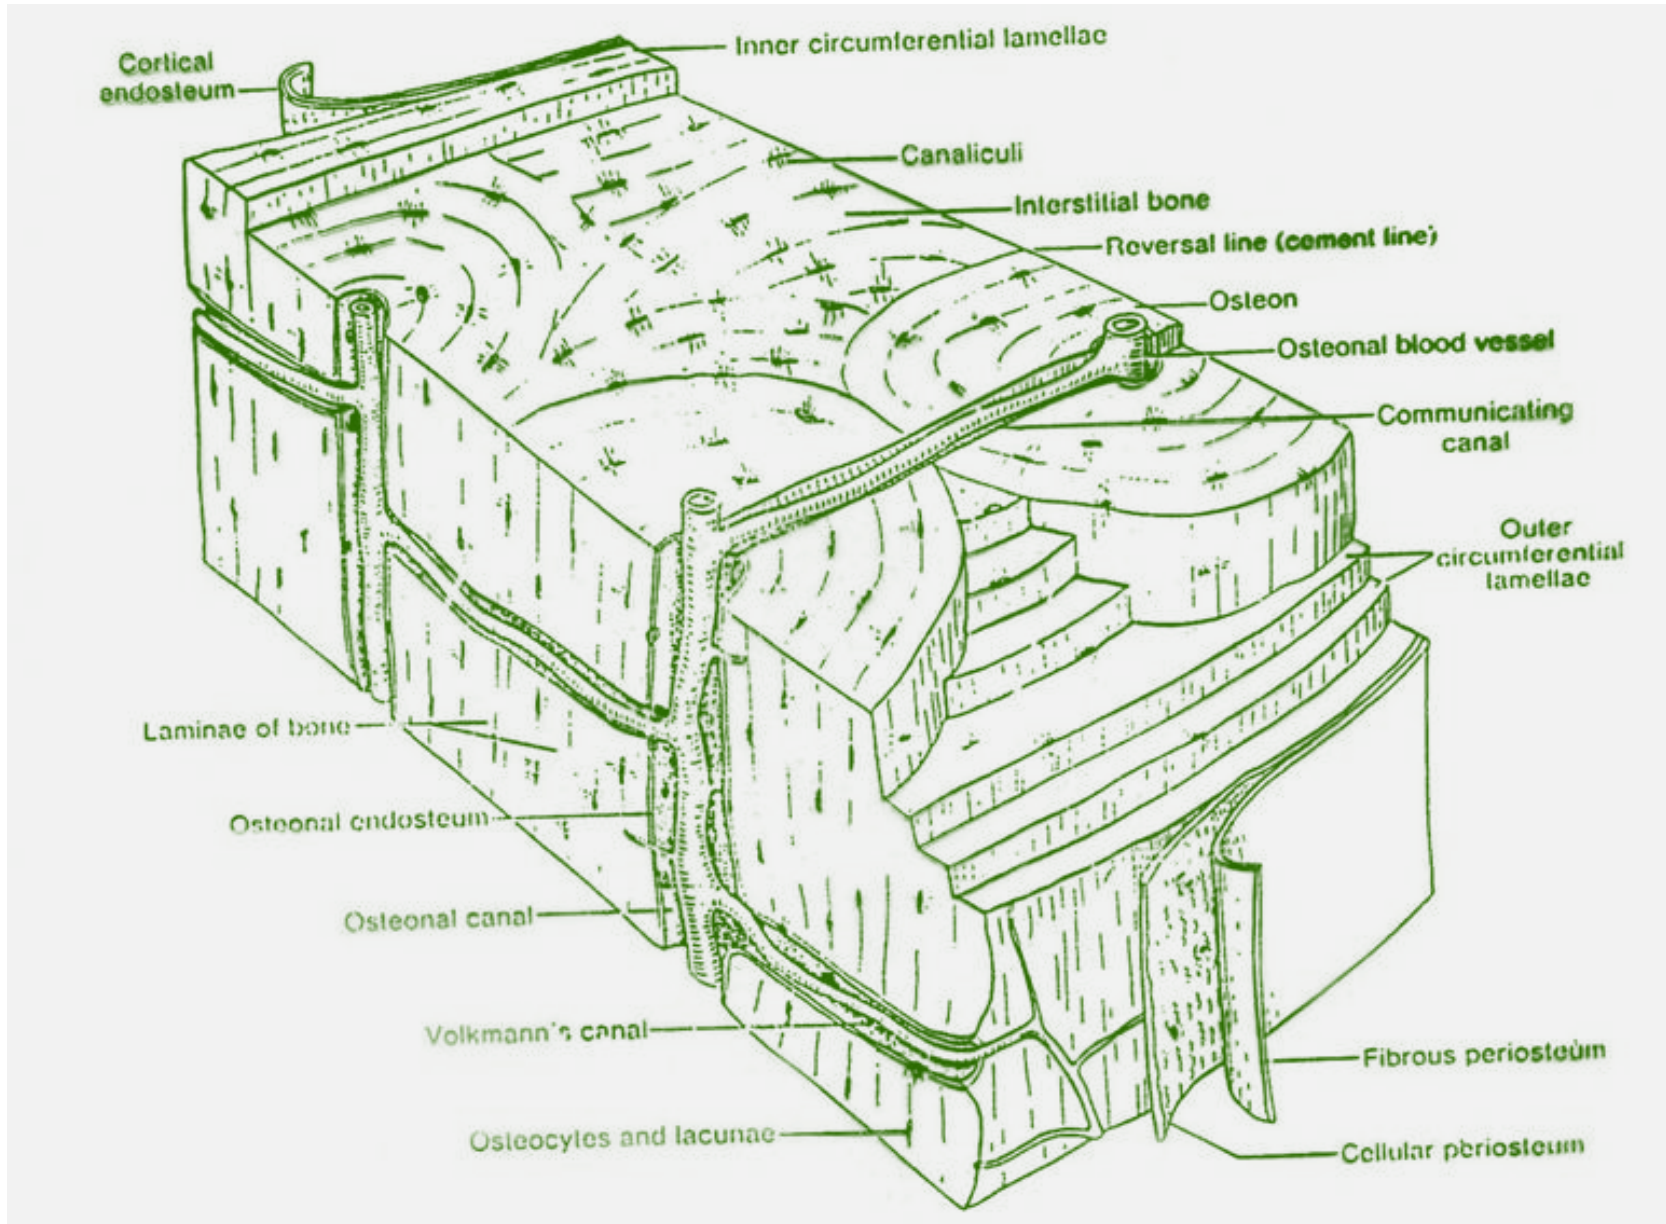 Cortical
endosteum
Inner circumferential lamellae
Canaliculi
Interstitial bone
Reversal line (cement line)
Osteon
Osteonal blood vessel
Communicating
canal
Outer
circumferential
lamellae
Laminae of bone
Osteonal endosteum
Osteonal canal
Volkmann's canal
Osteocytes and lacunae
Fibrous periosteum
Cellular periosteum